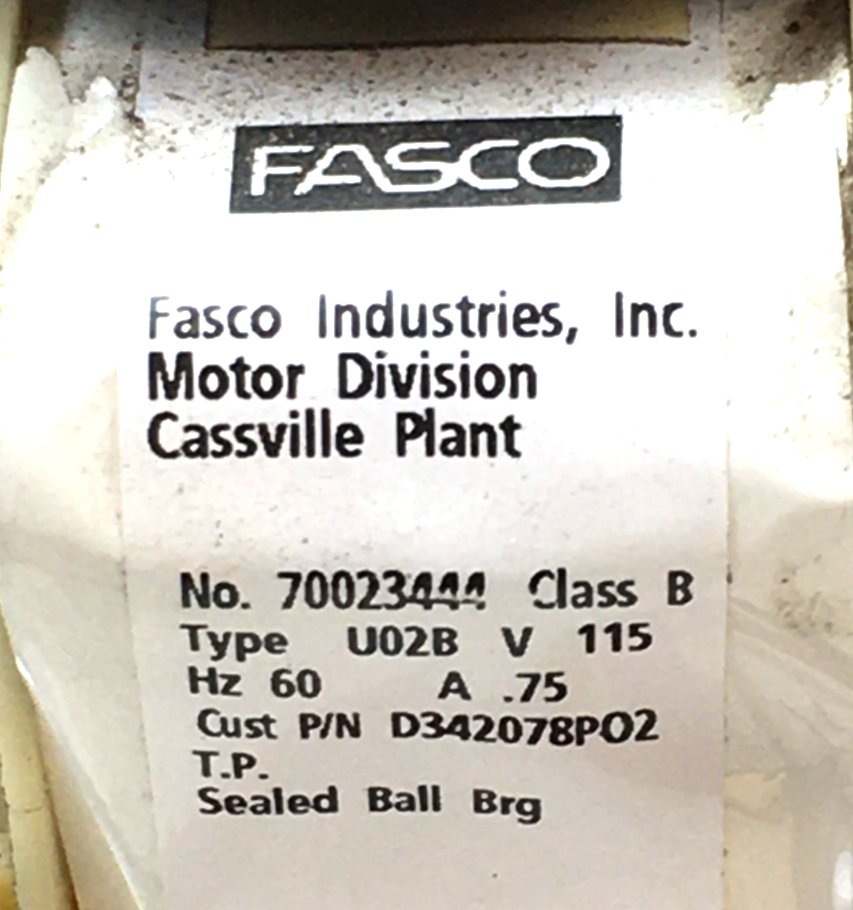 FASCO
Fasco Industries, Inc.
Motor Division
Cassville Plant
No. 70023444 Class B
Type U02B V 115
Hz 60 A .75
Cust P/N D342078PO2
T.P.
Sealed Ball Brg